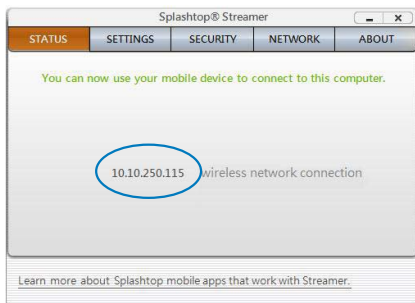 Splashtop® Streamer
STATUS SETTINGS SECURITY NETWORK ABOUT
You can now use your mobile device to connect to this computer.
10.10.250.115 wireless network connection
Learn more about Splashtop mobile apps that work with Streamer.